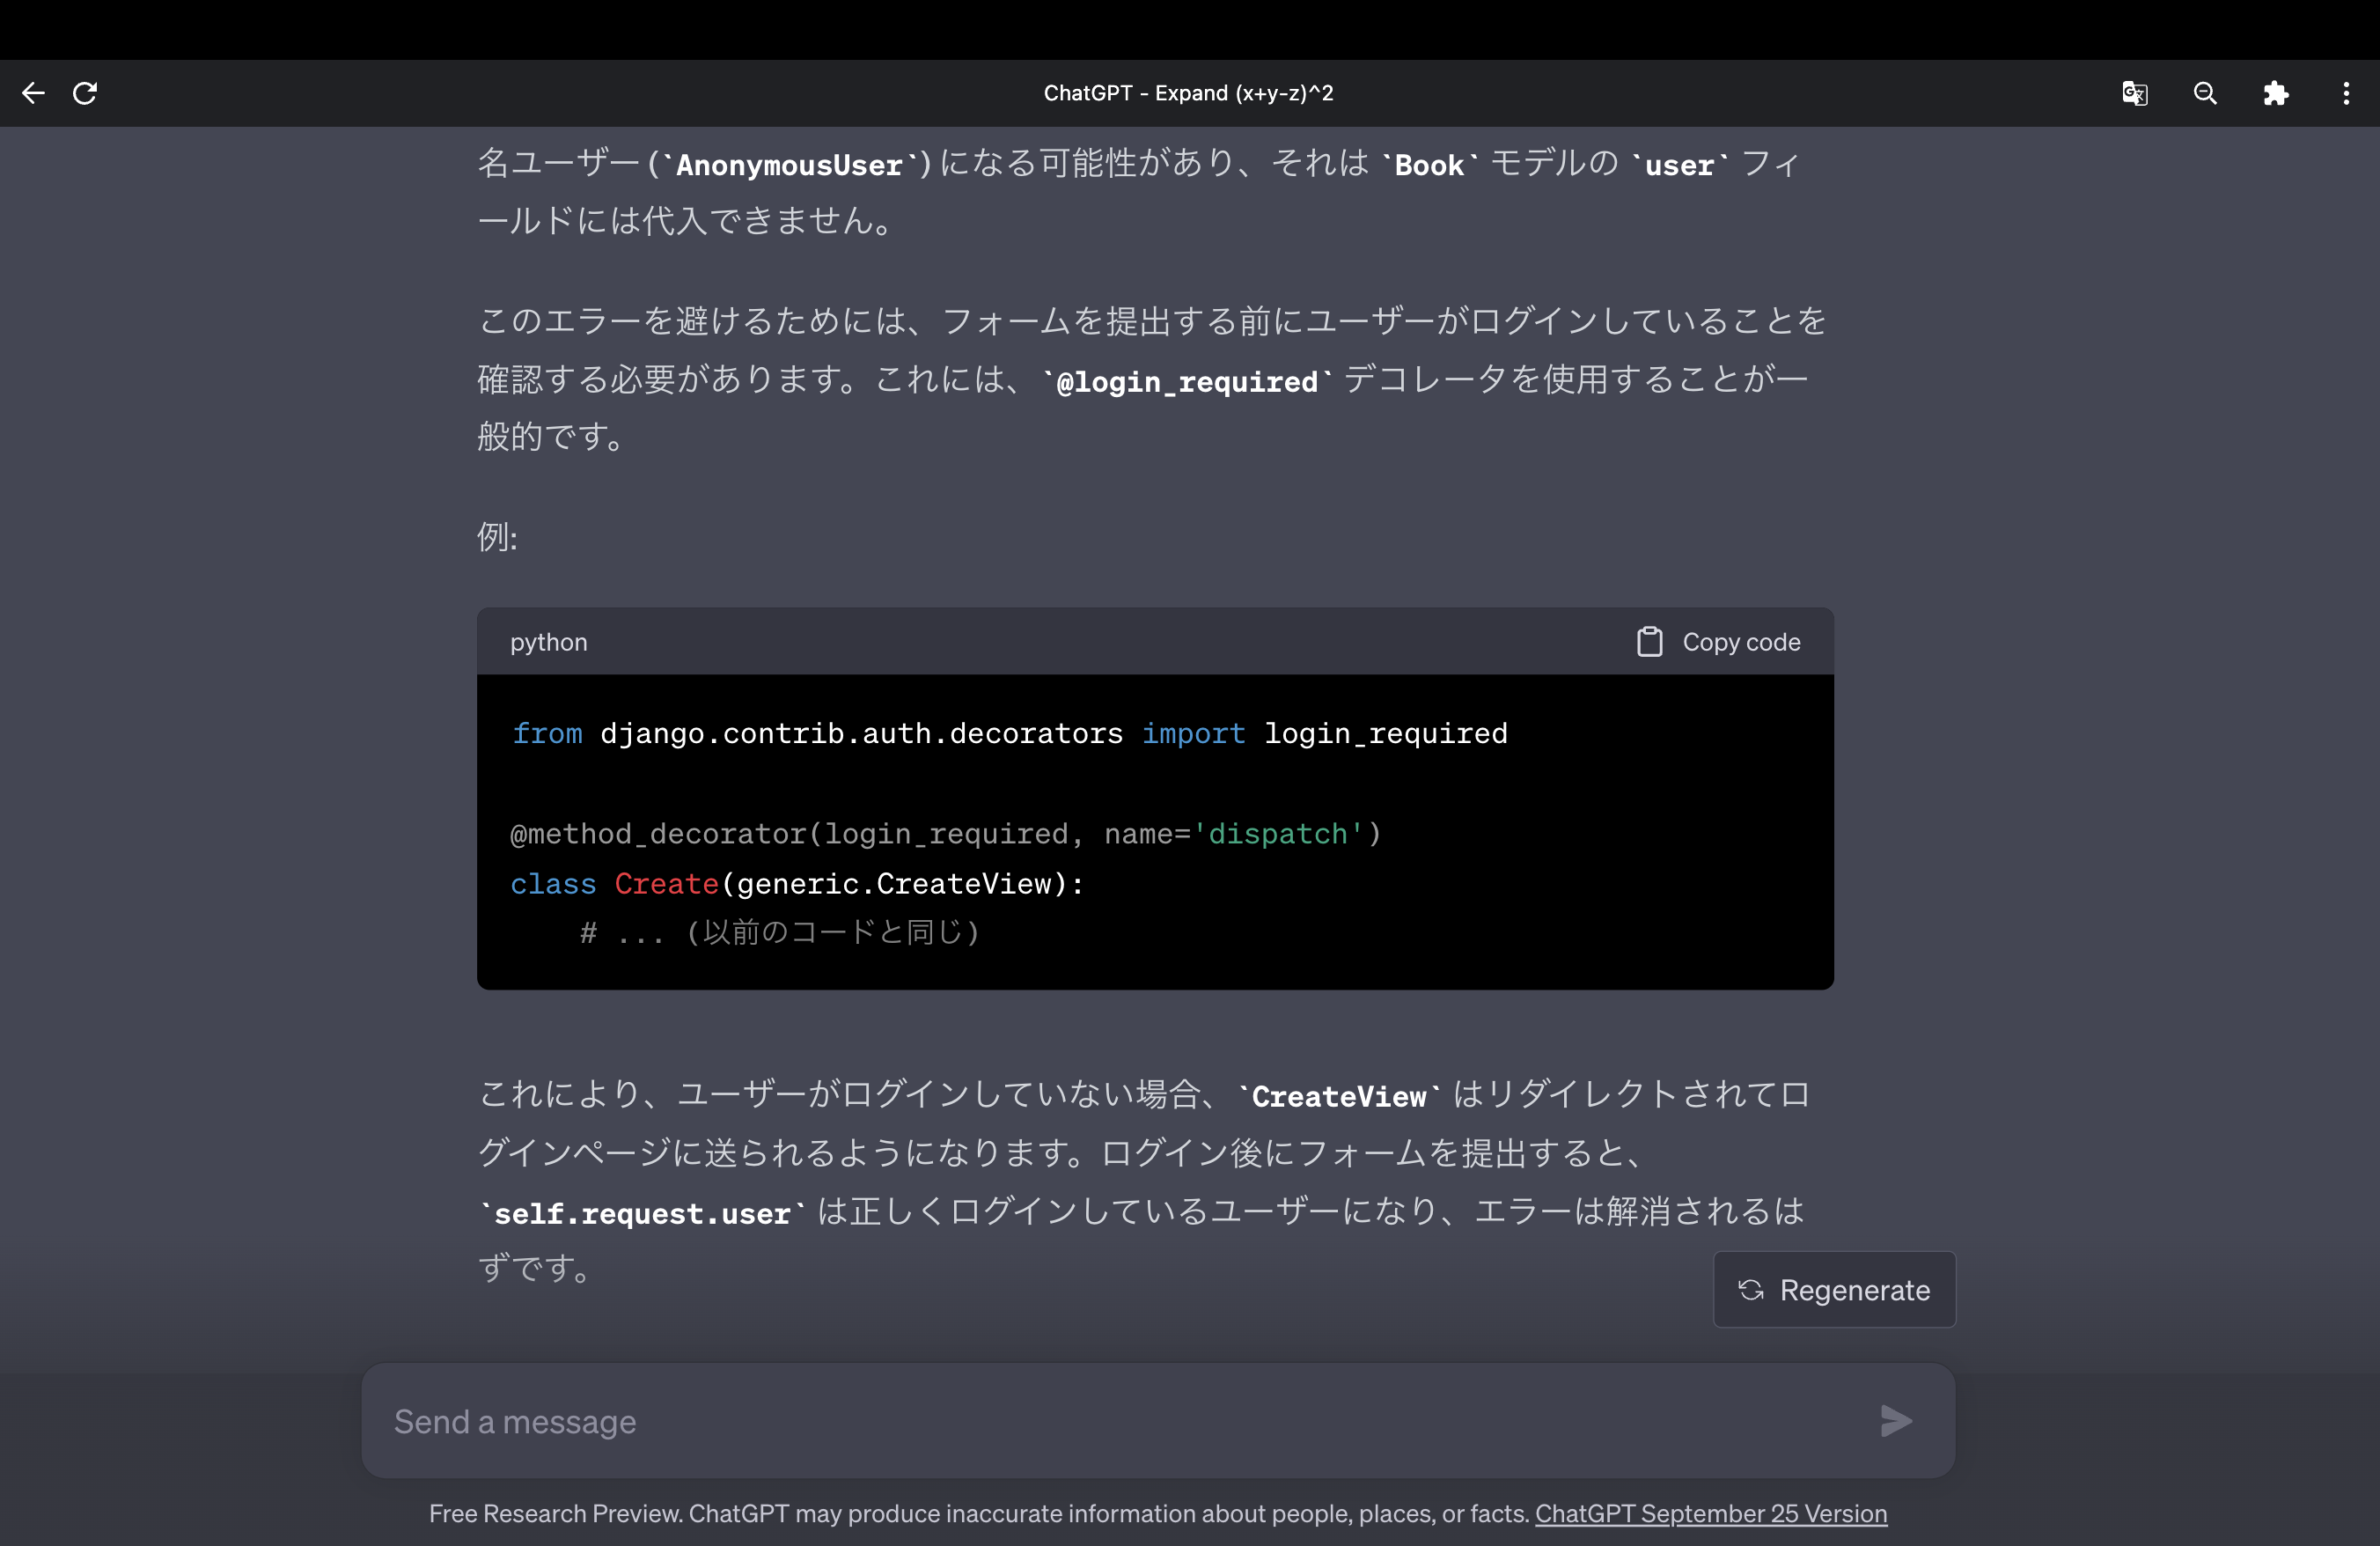 ChatGPT - Expand (x+y-z)^2
名ユーザー(`AnonymousUser`)になる可能性があり、それは `Book` モデルの `user` フィ
ールドには代入できません。
このエラーを避けるためには、フォームを提出する前にユーザーがログインしていることを
確認する必要があります。これには、 `@login_required` デコレータを使用することが一
般的です。
例:
python
Copy code
from django.contrib.auth.decorators import login_required
@method_decorator(login_required, name='dispatch')
class Create(generic.CreateView):
    # ... (以前のコードと同じ)
これにより、ユーザーがログインしていない場合、 `CreateView` はリダイレクトされてロ
グインページに送られるようになります。ログイン後にフォームを提出すると、
`self.request.user` は正しくログインしているユーザーになり、エラーは解消されるは
ずです。
Regenerate
Send a message
Free Research Preview. ChatGPT may produce inaccurate information about people, places, or facts. ChatGPT September 25 Version